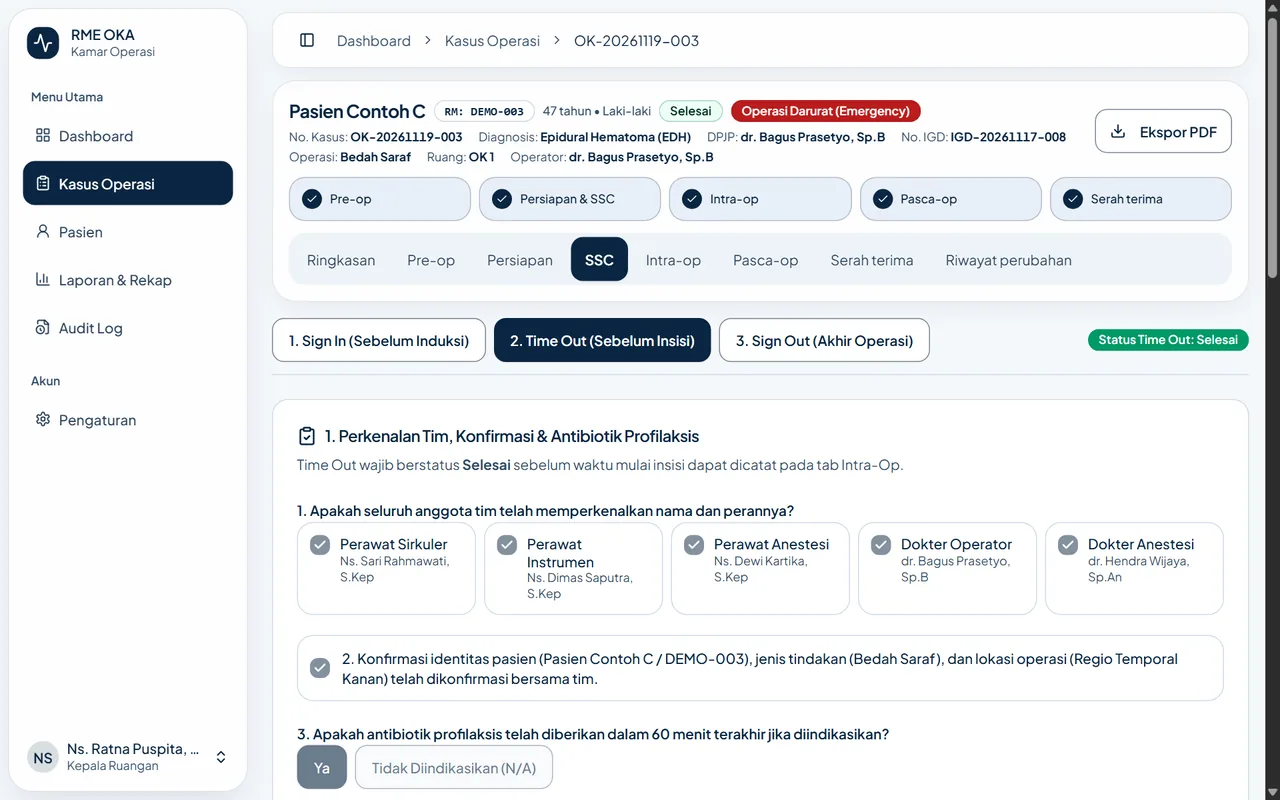 RME OKA
Kamar Operasi
Menu Utama
Dashboard
Kasus Operasi
Pasien
Laporan & Rekap
Audit Log
Akun
Pengaturan
NS
Ns. Ratna Puspita, ...
Kepala Ruangan
Dashboard > Kasus Operasi > OK-20261119-003
Pasien Contoh C RM: DEMO-003 47 tahun • Laki-laki Selesai Operasi Darurat (Emergency)
No. Kasus: OK-20261119-003 Diagnosis: Epidural Hematoma (EDH) DPJP: dr. Bagus Prasetyo, Sp.B No. IGD: IGD-20261117-008
Operasi: Bedah Saraf Ruang: OK 1 Operator: dr. Bagus Prasetyo, Sp.B
Ekspor PDF
Pre-op Persiapan & SSC Intra-op Pasca-op Serah terima
Ringkasan Pre-op Persiapan SSC Intra-op Pasca-op Serah terima Riwayat perubahan
1. Sign In (Sebelum Induksi) 2. Time Out (Sebelum Insisi) 3. Sign Out (Akhir Operasi) Status Time Out: Selesai
1. Perkenalan Tim, Konfirmasi & Antibiotik Profilaksis
Time Out wajib berstatus Selesai sebelum waktu mulai insisi dapat dicatat pada tab Intra-Op.
1. Apakah seluruh anggota tim telah memperkenalkan nama dan perannya?
Perawat Sirkuler
Ns. Sari Rahmawati,
S.Kep
Perawat
Instrumen
Ns. Dimas Saputra,
S.Kep
Perawat Anestesi
Ns. Dewi Kartika,
S.Kep
Dokter Operator
dr. Bagus Prasetyo,
Sp.B
Dokter Anestesi
dr. Hendra Wijaya,
Sp.An
2. Konfirmasi identitas pasien (Pasien Contoh C / DEMO-003), jenis tindakan (Bedah Saraf), dan lokasi operasi (Regio Temporal
Kanan) telah dikonfirmasi bersama tim.
3. Apakah antibiotik profilaksis telah diberikan dalam 60 menit terakhir jika diindikasikan?
Ya Tidak Diindikasikan (N/A)